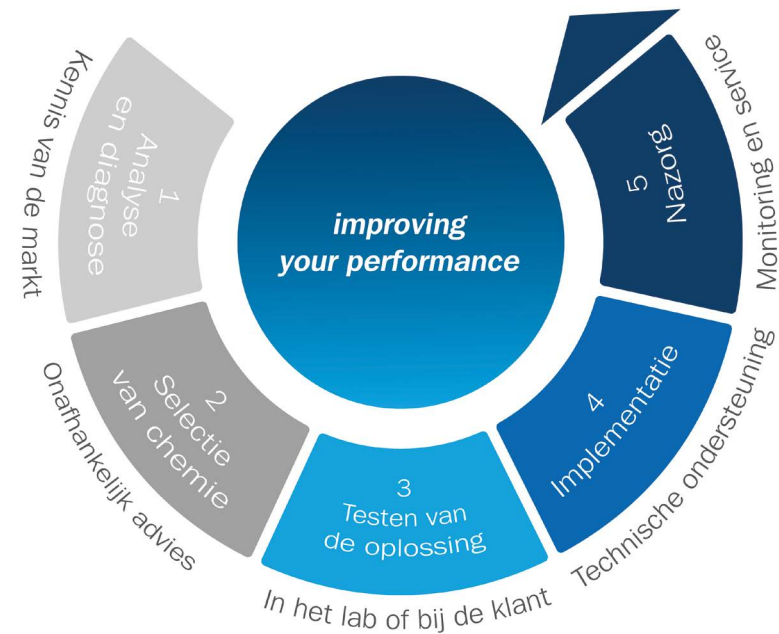 improving
your performance
1
Analyse
en diagnose
Kennis van de markt
2
Selectie
van chemie
Onafhankelijk advies
3
Testen van
de oplossing
In het lab of bij de klant
4
Implementatie
Technische ondersteuning
5
Nazorg
Monitoring en service